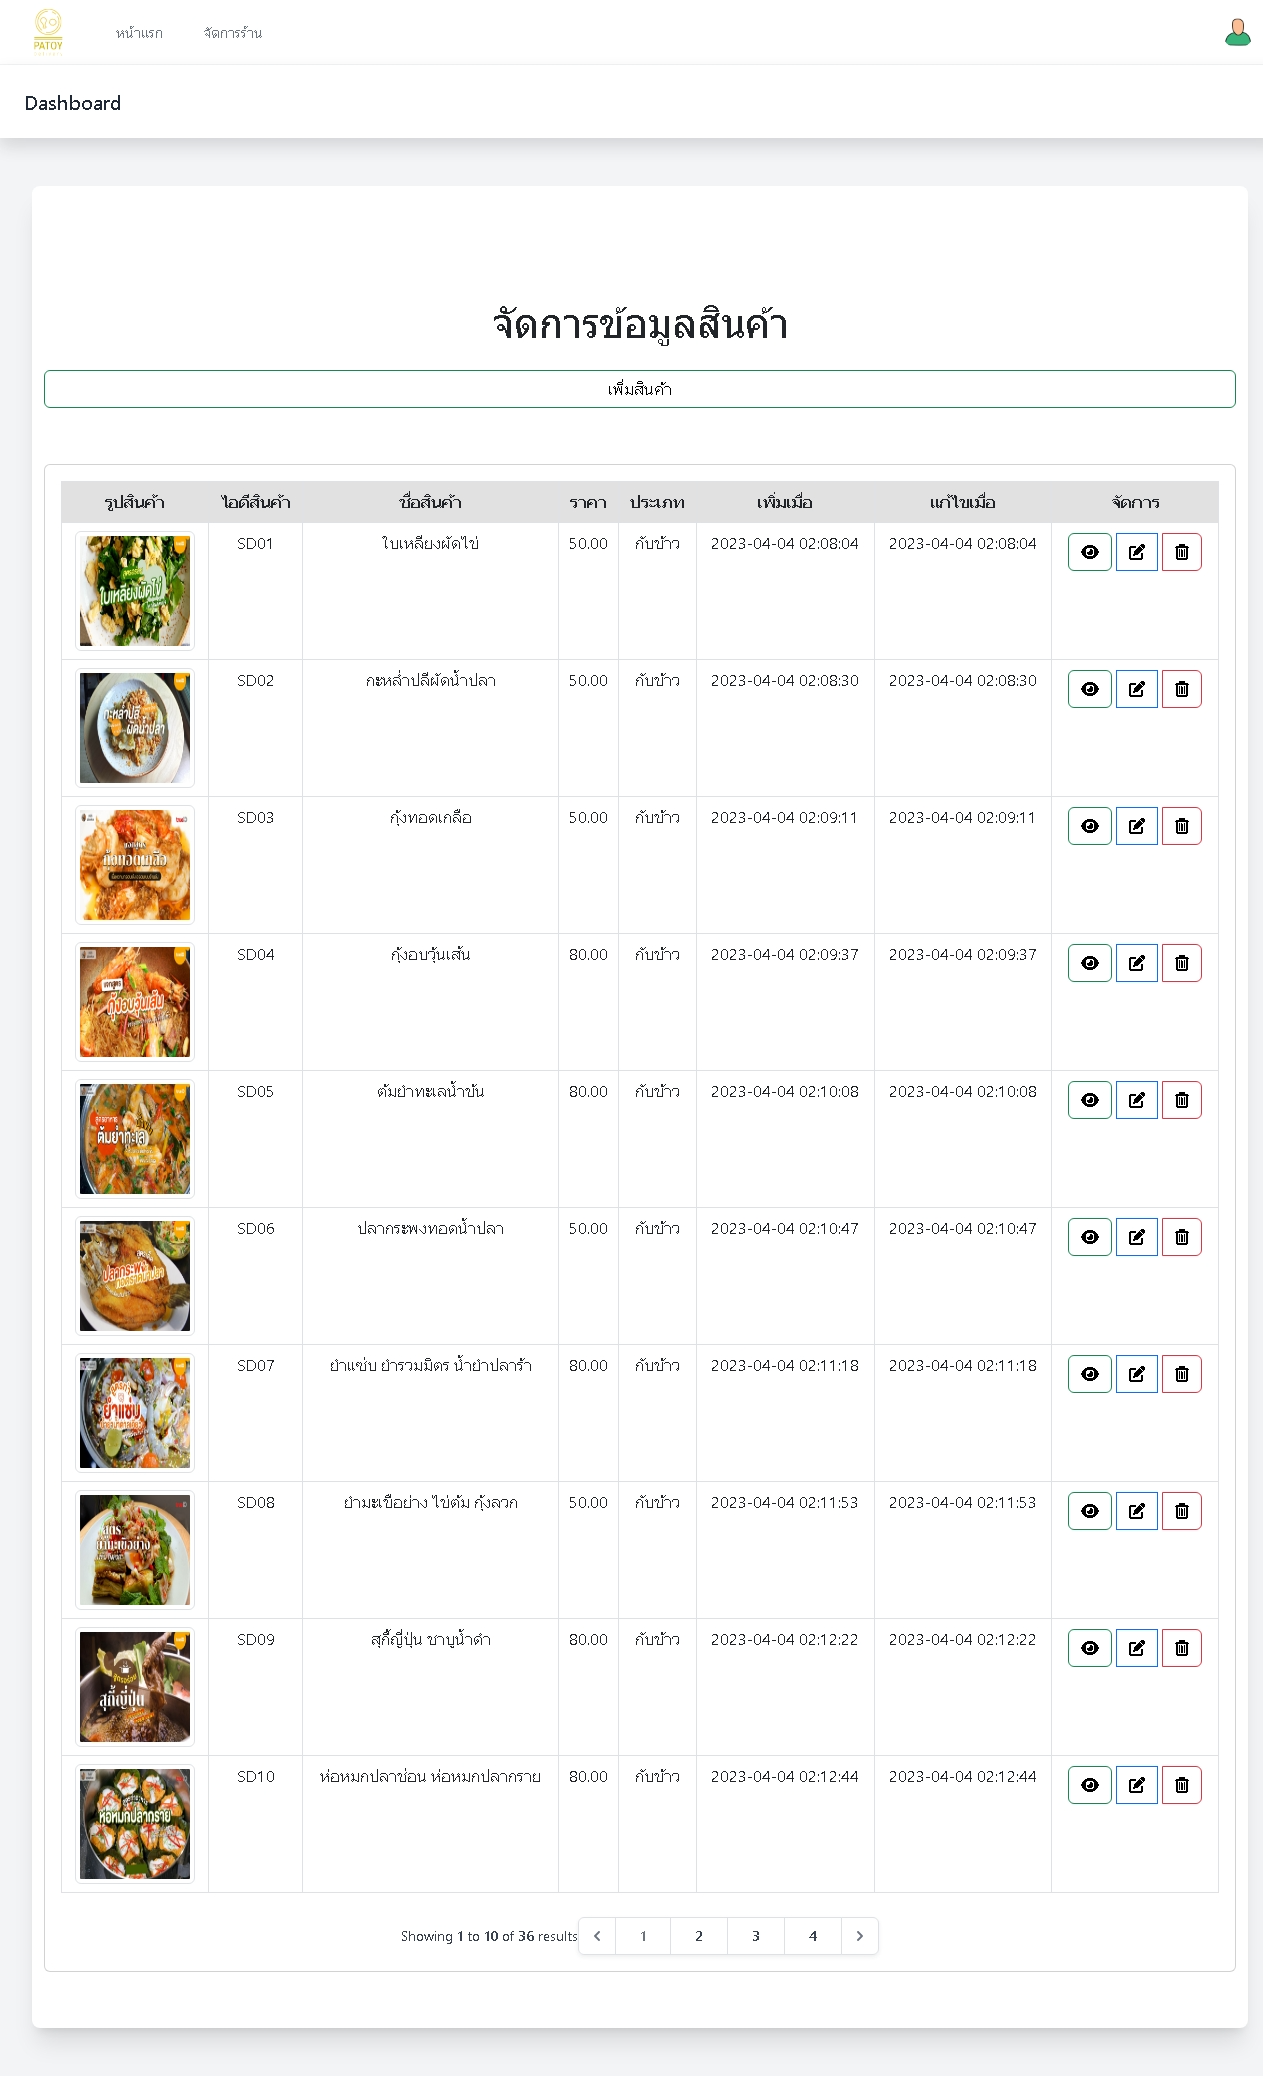 PATOY
หน้าแรก จัดการร้าน
Dashboard
จัดการข้อมูลสินค้า
เพิ่มสินค้า
รูปสินค้า ไอดีสินค้า ชื่อสินค้า ราคา ประเภท เพิ่มเมื่อ แก้ไขเมื่อ จัดการ
ใบเหลียงผัดไข่ SD01 ใบเหลียงผัดไข่ 50.00 กับข้าว 2023-04-04 02:08:04 2023-04-04 02:08:04
กะหล่ำปลี
ผัดน้ำปลา
SD02 กะหล่ำปลีผัดน้ำปลา 50.00 กับข้าว 2023-04-04 02:08:30 2023-04-04 02:08:30
กุ้งทอดเกลือ
SD03 กุ้งทอดเกลือ 50.00 กับข้าว 2023-04-04 02:09:11 2023-04-04 02:09:11
กุ้งอบวุ้นเส้น
SD04 กุ้งอบวุ้นเส้น 80.00 กับข้าว 2023-04-04 02:09:37 2023-04-04 02:09:37
ต้มยำทะเล
SD05 ต้มยำทะเลน้ำข้น 80.00 กับข้าว 2023-04-04 02:10:08 2023-04-04 02:10:08
ปลากระพง
SD06 ปลากระพงทอดน้ำปลา 50.00 กับข้าว 2023-04-04 02:10:47 2023-04-04 02:10:47
ยำแซ่บ
SD07 ยำแซ่บ ยำรวมมิตร น้ำยำปลาร้า 80.00 กับข้าว 2023-04-04 02:11:18 2023-04-04 02:11:18
สูตร
ยำมะเขือย่าง
SD08 ยำมะเขือย่าง ไข่ต้ม กุ้งลวก 50.00 กับข้าว 2023-04-04 02:11:53 2023-04-04 02:11:53
สุกี้ญี่ปุ่น
SD09 สุกี้ญี่ปุ่น ชาบูน้ำดำ 80.00 กับข้าว 2023-04-04 02:12:22 2023-04-04 02:12:22
ห่อหมกปลากราย
SD10 ห่อหมกปลาช่อน ห่อหมกปลากราย 80.00 กับข้าว 2023-04-04 02:12:44 2023-04-04 02:12:44
Showing 1 to 10 of 36 results 1 2 3 4